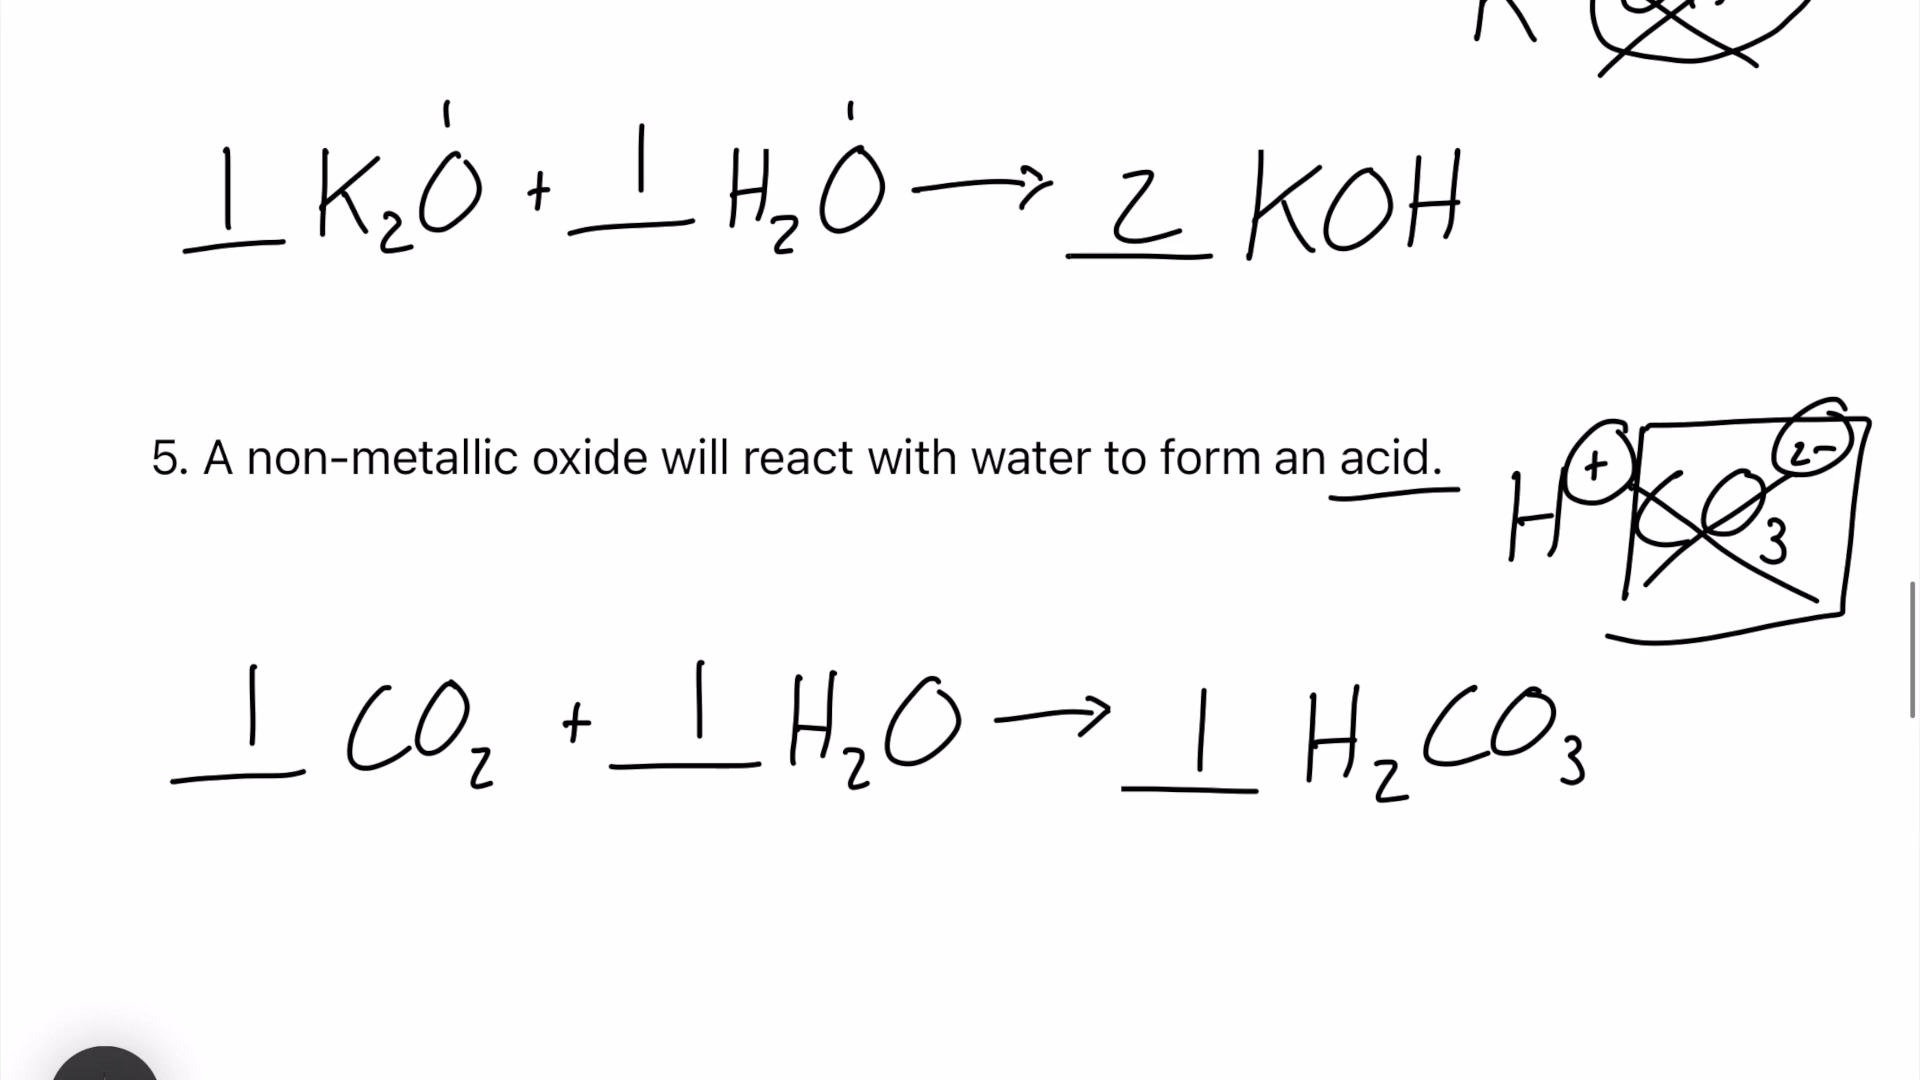 1 K₂O + 1 H₂O → 2 KOH
5. A non-metallic oxide will react with water to form an acid.
H⁺ CO₃²⁻
1 CO₂ + 1 H₂O → 1 H₂CO₃